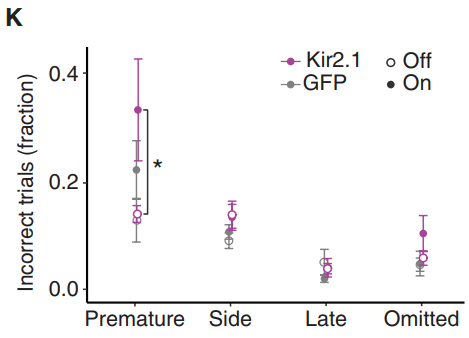 K
Incorrect trials (fraction)
0.4
0.2
0.0
Kir2.1
GFP
Off
On
*
Premature
Side
Late
Omitted